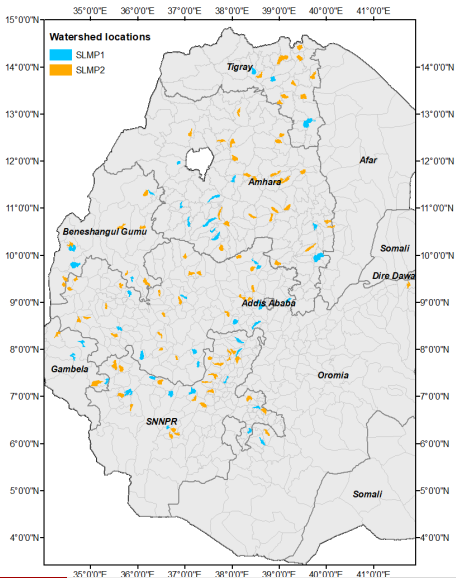 35°0'0"E 36°0'0"E 37°0'0"E 38°0'0"E 39°0'0"E 40°0'0"E 41°0'0"E
15°0'0"N 15°0'0"N
Watershed locations
SLMP1
SLMP2
Tigray
14°0'0"N 14°0'0"N
13°0'0"N 13°0'0"N
12°0'0"N Afar 12°0'0"N
Amhara
11°0'0"N 11°0'0"N
Beneshangul Gumu
10°0'0"N Somali 10°0'0"N
Dire Dawa
9°0'0"N Addis Ababa 9°0'0"N
8°0'0"N 8°0'0"N
Gambela Oromia
7°0'0"N 7°0'0"N
SNNPR
6°0'0"N 6°0'0"N
5°0'0"N Somali 5°0'0"N
4°0'0"N 4°0'0"N
35°0'0"E 36°0'0"E 37°0'0"E 38°0'0"E 39°0'0"E 40°0'0"E 41°0'0"E